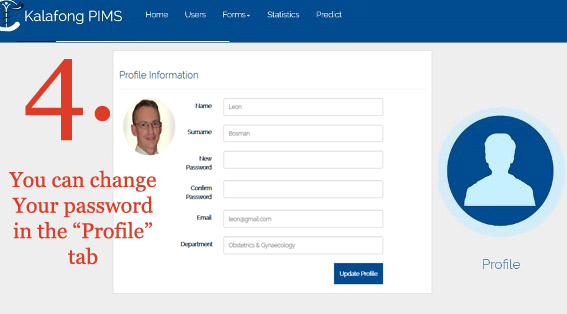 Kalafong PIMS
Home Users Forms Statistics Predict
4.
You can change
Your password
in the “Profile”
tab
Profile Information
Name Leon
Surname Bosman
New
Password
Confirm
Password
Email leon@gmail.com
Department Obstetrics & Gynaecology
Update Profile
Profile